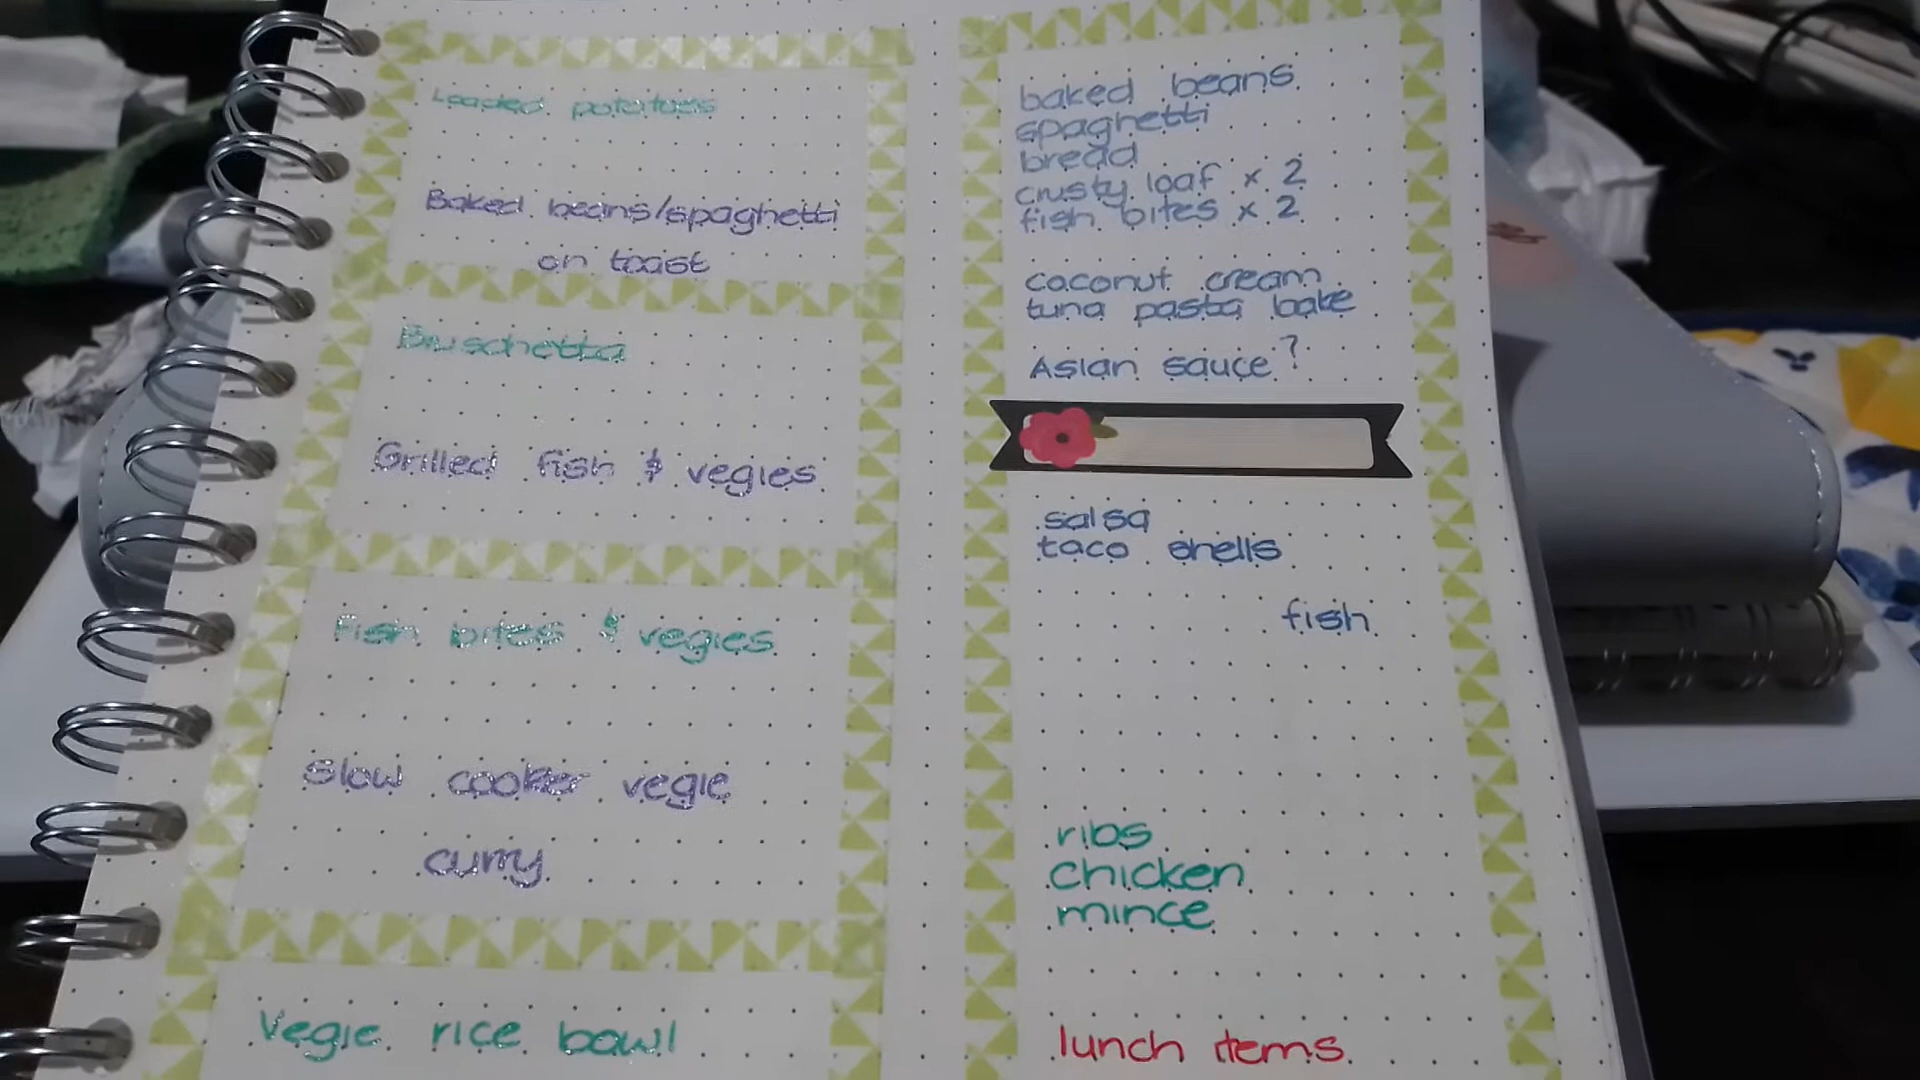 Loaded potatoes
Baked beans/spaghetti
on toast
Bruschetta
Grilled fish & vegies
Fish bites & vegies
Slow cooker vegie
curry
Vegie rice bowl
baked beans
spaghetti
bread
crusty loaf x 2
fish bites x 2
coconut cream
tuna pasta bake
Asian sauce?
salsa
taco shells
fish
ribs
chicken
mince
lunch items